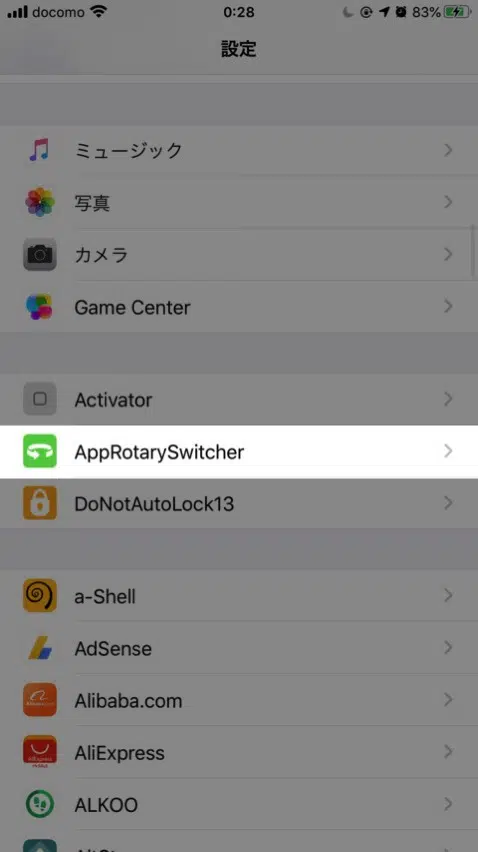 docomo 0:28 83%
設定
ミュージック
写真
カメラ
Game Center
Activator
AppRotarySwitcher
DoNotAutoLock13
a-Shell
AdSense
Alibaba.com
AliExpress
ALKOO